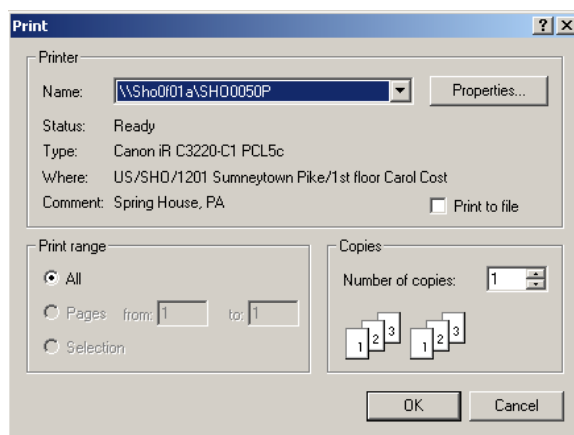 Print
Printer
Name: \\Sho0f01a\SHO0050P Properties...
Status: Ready
Type: Canon iR C3220-C1 PCL5c
Where: US/SHO/1201 Sumneytown Pike/1st floor Carol Cost
Comment: Spring House, PA Print to file
Print range
All
Pages from: 1 to: 1
Selection
Copies
Number of copies: 1
1 2 3 1 2 3
OK Cancel